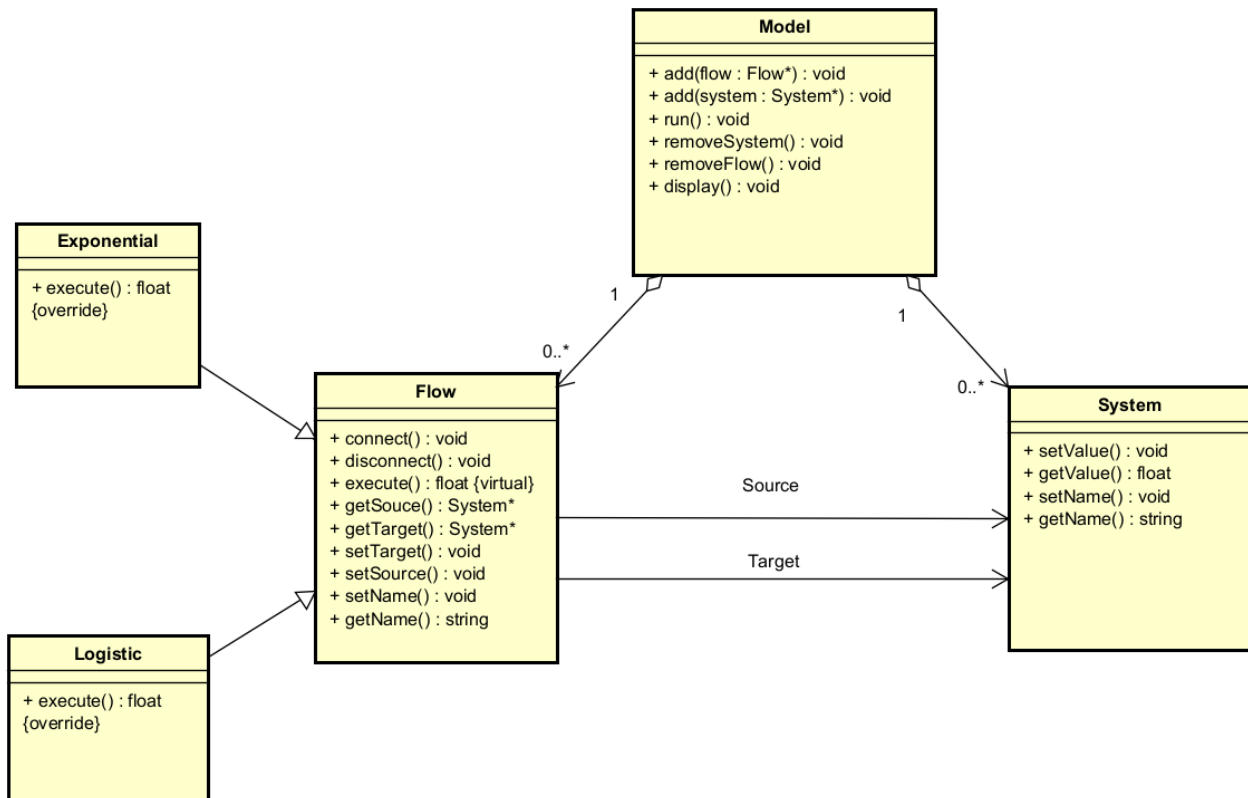 Model
+ add(flow : Flow*) : void
+ add(system : System*) : void
+ run() : void
+ removeSystem() : void
+ removeFlow() : void
+ display() : void
Exponential
+ execute() : float
{override}
1
1
0..*
0..*
Flow
+ connect() : void
+ disconnect() : void
+ execute() : float {virtual}
+ getSouce() : System*
+ getTarget() : System*
+ setTarget() : void
+ setSource() : void
+ setName() : void
+ getName() : string
System
+ setValue() : void
+ getValue() : float
+ setName() : void
+ getName() : string
Source
Target
Logistic
+ execute() : float
{override}